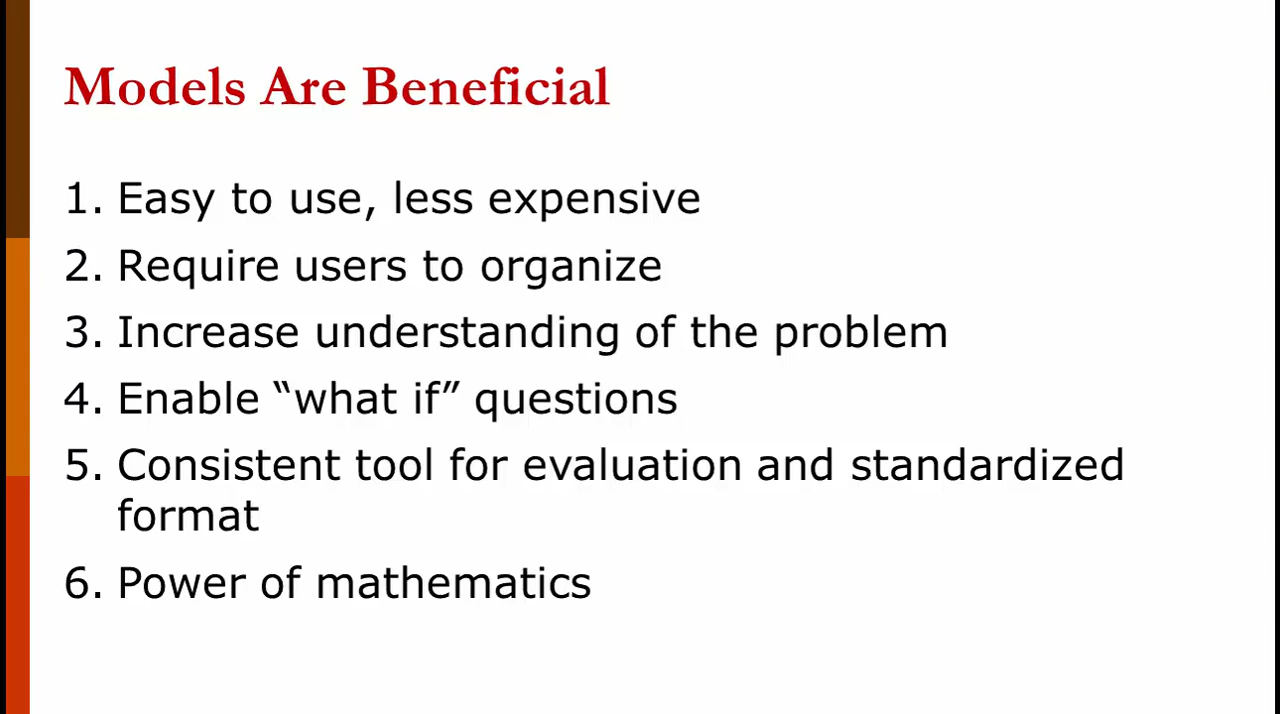 Models Are Beneficial
1. Easy to use, less expensive
2. Require users to organize
3. Increase understanding of the problem
4. Enable “what if” questions
5. Consistent tool for evaluation and standardized
format
6. Power of mathematics